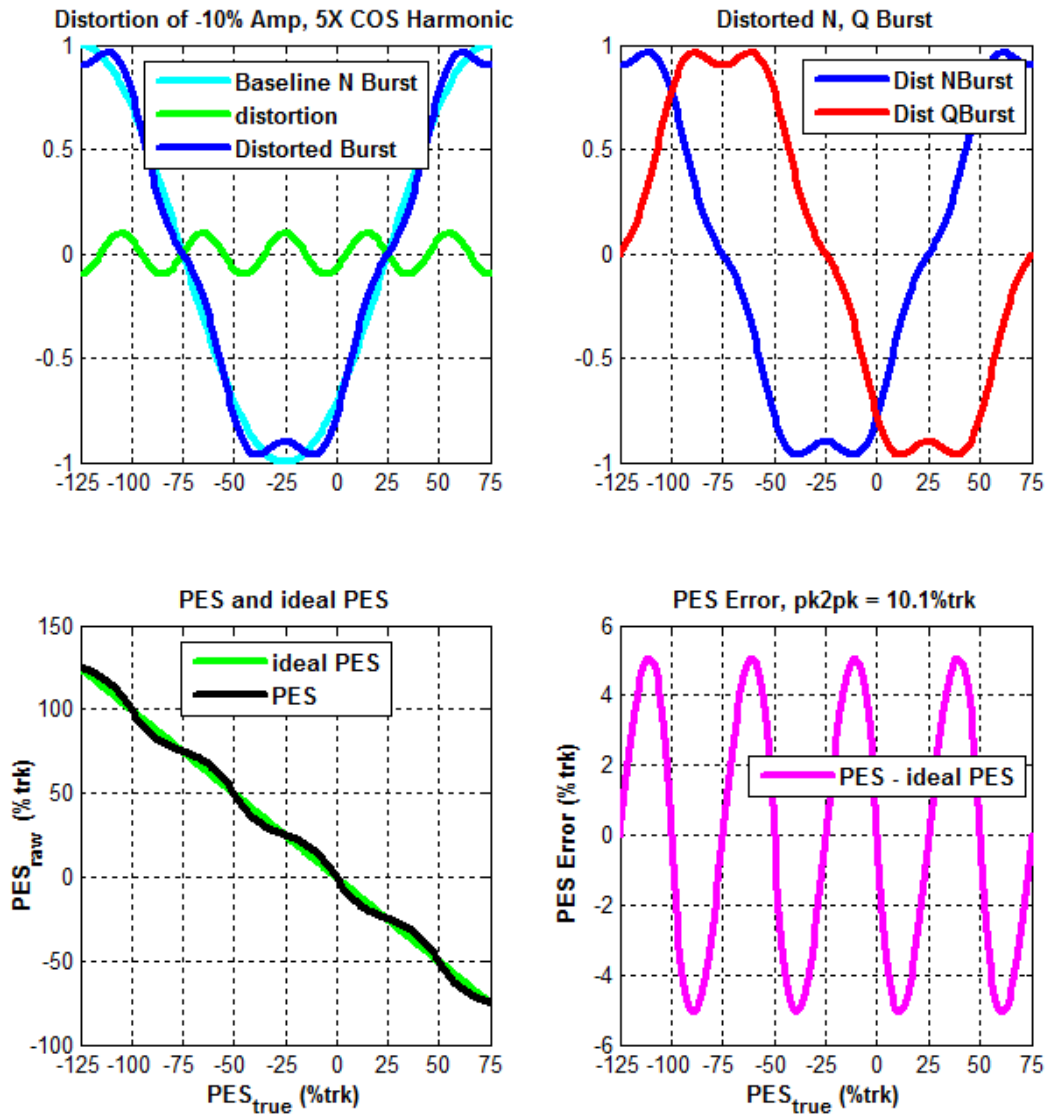 Distortion of -10% Amp, 5X COS Harmonic
1
0.5
0
-0.5
-1
-125 -100 -75 -50 -25 0 25 50 75
Baseline N Burst
distortion
Distorted Burst
Distorted N, Q Burst
1
0.5
0
-0.5
-1
-125 -100 -75 -50 -25 0 25 50 75
Dist NBurst
Dist QBurst
PES and ideal PES
PES_raw (% trk)
150
100
50
0
-50
-100
-125 -100 -75 -50 -25 0 25 50 75
PES_true (%trk)
ideal PES
PES
PES Error, pk2pk = 10.1%trk
PES Error (% trk)
6
4
2
0
-2
-4
-6
-125 -100 -75 -50 -25 0 25 50 75
PES_true (%trk)
PES - ideal PES